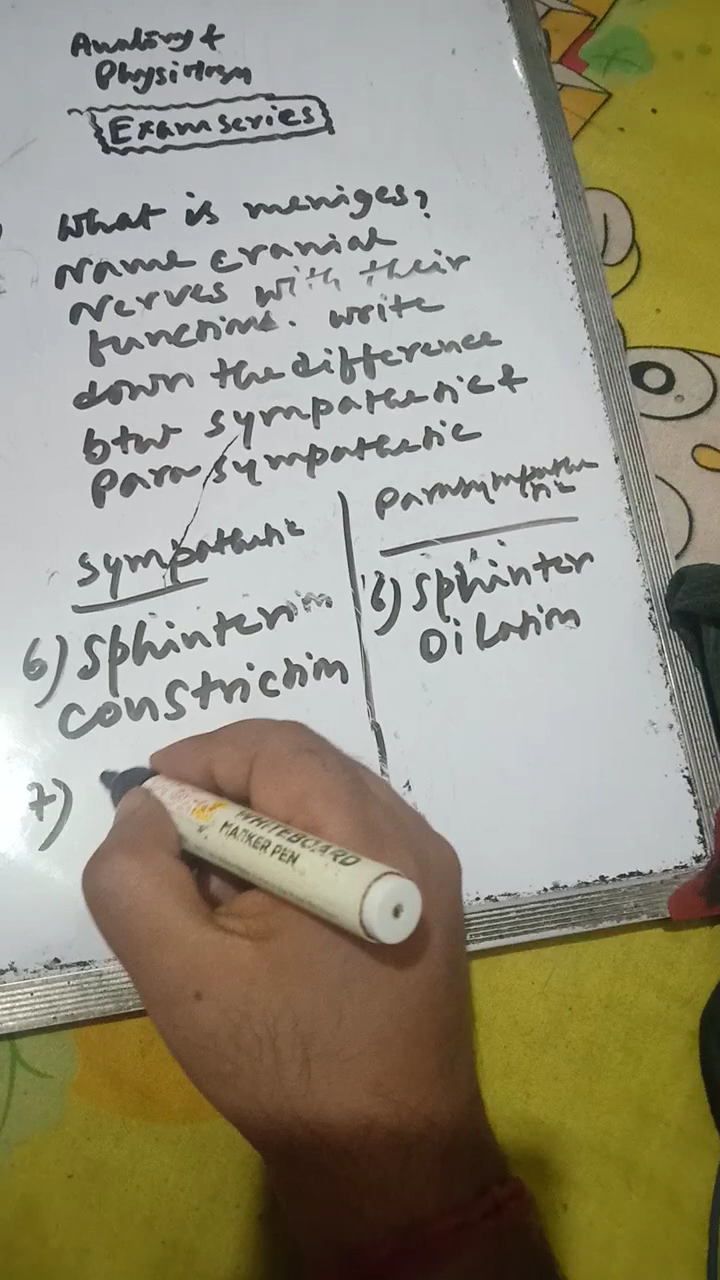 Anatomy &
Physiology
Exam series
What is meniges?
Name cranial
nerves with their
functions. write
down the difference
btw sympathetic &
Parasympathetic
Sympathetic
Parasympathetic
6) Sphinter
constriction
6) Sphinter
Dilation
7)
WHITEBOARD
MARKER PEN